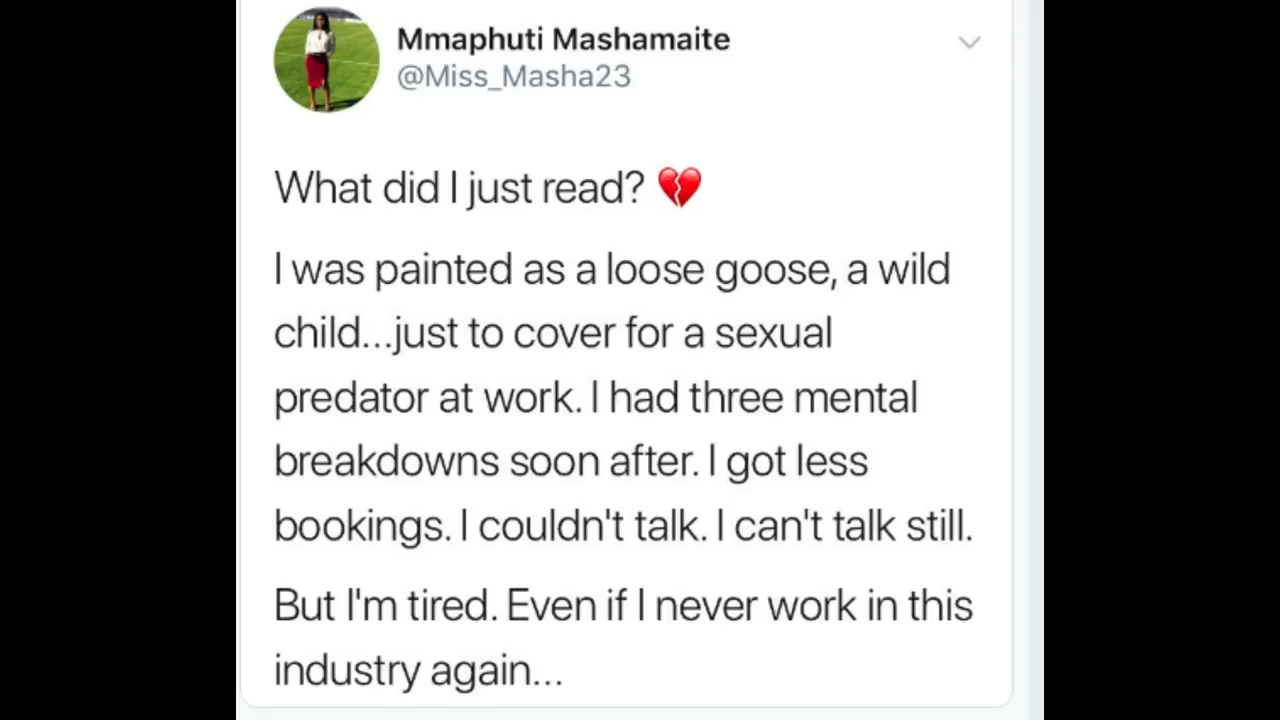 Mmaphuti Mashamaite
@Miss_Masha23
What did I just read? 💔
I was painted as a loose goose, a wild
child...just to cover for a sexual
predator at work. I had three mental
breakdowns soon after. I got less
bookings. I couldn't talk. I can't talk still.
But I'm tired. Even if I never work in this
industry again...